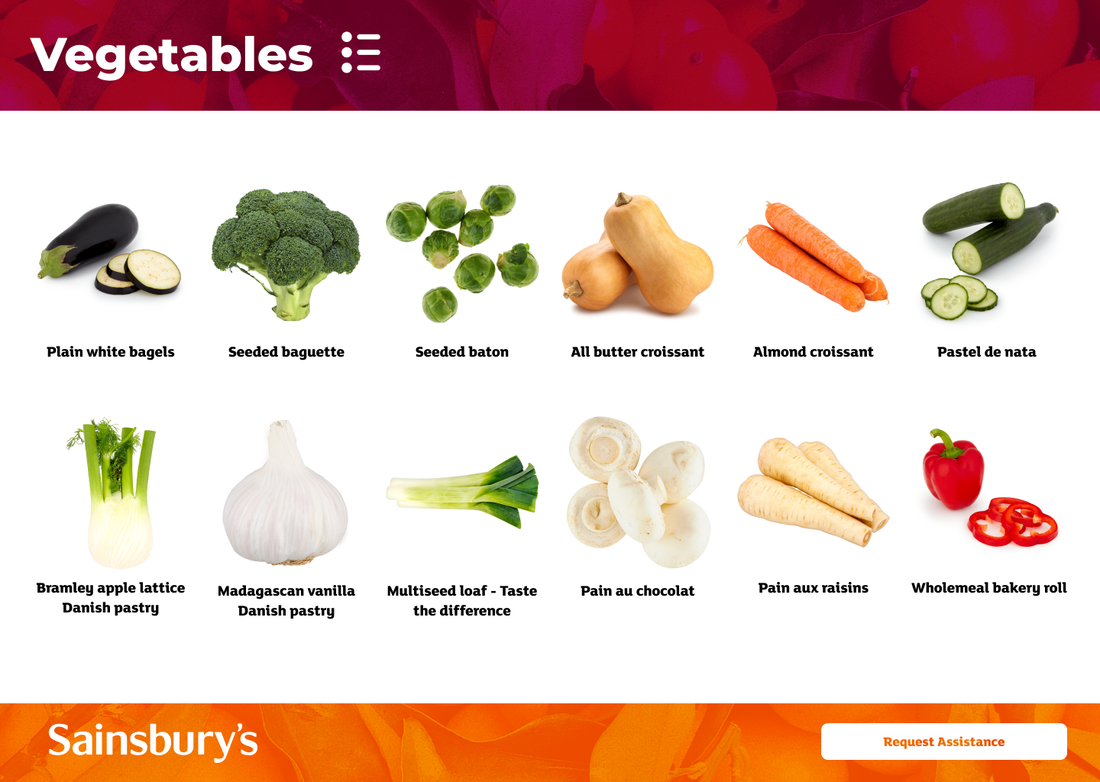 Vegetables
Plain white bagels
Seeded baguette
Seeded baton
All butter croissant
Almond croissant
Pastel de nata
Bramley apple lattice
Danish pastry
Madagascan vanilla
Danish pastry
Multiseed loaf - Taste
the difference
Pain au chocolat
Pain aux raisins
Wholemeal bakery roll
Sainsbury's
Request Assistance